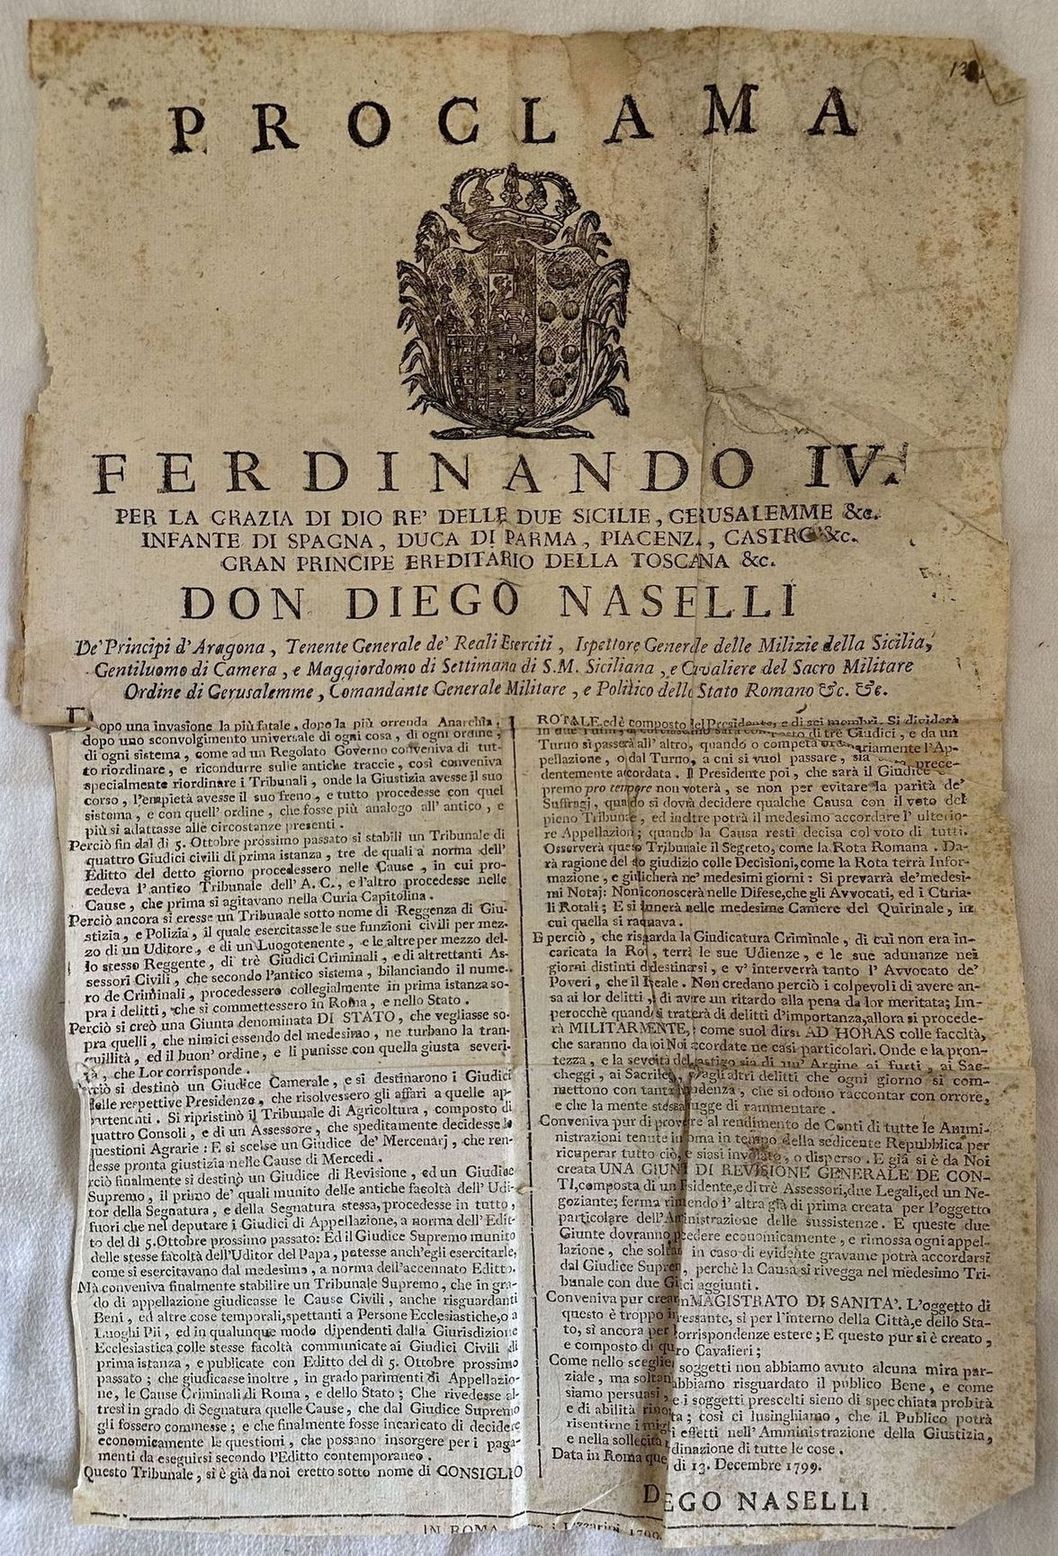 PROCLAMA
FERDINANDO IV.
PER LA GRAZIA DI DIO RE' DELLE DUE SICILIE, GERUSALEMME &c.
INFANTE DI SPAGNA, DUCA DI PARMA, PIACENZ., CASTRO &c.
GRAN PRINCIPE EREDITARIO DELLA TOSCANA &c.
DON DIEGO NASELLI
De' Principi d'Aragona, Tenente Generale de' Reali Eserciti, Ispettore Generale delle Milizie della Sicilia,
Gentiluomo di Camera, e Maggiordomo di Settimana di S. M. Siciliana, e Cavaliere del Sacro Militare
Ordine di Gerusalemme, Comandante Generale Militare, e Politico dello Stato Romano &c. &c.
Dopo una invasione la più fatale, dopo la più orrenda Anarchia,
dopo uno sconvolgimento universale di ogni cosa, di ogni ordine,
di ogni sistema, come ad un Regolato Governo conveniva di tut-
to riordinare, e ricondurre sulle antiche traccie, così conveniva
specialmente riordinare i Tribunali, onde la Giustizia avesse il suo
corso, l'empietà avesse il suo freno, e tutto procedesse con quel
sistema, e con quell' ordine, che fosse più analogo all' antico, e
più si adattasse alle circostanze presenti.
Perciò fin dal dì 5. Ottobre prossimo passato si stabilì un Tribunale di
quattro Giudici civili di prima istanza, tre de quali a norma dell'
Editto del detto giorno procedessero nelle Cause, in cui pro-
cedeva l'antico Tribunale dell' A. C., e l'altro procedesse nelle
Cause, che prima si agitavano nella Curia Capitolina.
Perciò ancora si eresse un Tribunale sotto nome di Reggenza di Giu-
stizia, e Polizia, il quale esercitasse le sue funzioni civili per mez-
zo di un Uditore, e di un Luogotenente, e le altre per mezzo del-
lo stesso Reggente, di trè Giudici Criminali, e di altrettanti As-
sessori Civili, che secondo l'antico sistema, bilanciando il nume-
ro de Criminali, procedessero collegialmente in prima istanza so-
pra i delitti, che si commettessero in Roma, e nello Stato.
Perciò si creò una Giunta denominata DI STATO, che vegliasse so-
pra quelli, che nimici essendo del medesimo, ne turbano la tran-
quillità, ed il buon' ordine, e li punisse con quella giusta severi-
tà, che Lor corrisponde.
ciò si destinò un Giudice Camerale, e si destinarono i Giudici
delle respettive Presidenze, che risolvessero gli affari a quelle ap-
partenenti. Si ripristinò il Tribunale di Agricoltura, composto di
quattro Consoli, e di un Assessore, che speditamente decidesse le
questioni Agrarie: E si scelse un Giudice de' Mercenarj, che ren-
desse pronta giustizia nelle Cause di Mercedi.
rciò finalmente si destinò un Giudice di Revisione, ed un Giudice
Supremo, il primo de' quali munito delle antiche facoltà dell' Udi-
tor della Segnatura, e della Segnatura stessa, procedesse in tutto,
fuori che nel deputare i Giudici di Appellazione, a norma dell' Edit-
to del dì 5. Ottobre prossimo passato: Ed il Giudice Supremo munito
delle stesse facoltà dell'Uditor del Papa, potesse anch'egli esercitarle,
come si esercitavano dal medesimo, a norma dell'accennato Editto.
Mà conveniva finalmente stabilire un Tribunale Supremo, che in gra-
do di appellazione giudicasse le Cause Civili, anche risguardanti
Beni, ed altre cose temporali, spettanti a Persone Ecclesiastiche, o a
Luoghi Pii, ed in qualunque modo dipendenti dalla Giurisdizione
Ecclesiastica colle stesse facoltà communicate ai Giudici Civili di
prima istanza, e publicate con Editto del dì 5. Ottobre prossimo
passato; che giudicasse inoltre, in grado parimenti di Appellazio-
ne, le Cause Criminali di Roma, e dello Stato; Che rivedesse al-
tresì in grado di Segnatura quelle Cause, che dal Giudice Supremo
gli fossero commesse; e che finalmente fosse incaricato di decidere
economicamente le questioni, che possano insorgere per i paga-
menti da eseguirsi secondo l'Editto contemporaneo.
Questo Tribunale, si è già da noi eretto sotto nome di CONSIGLIO
ROTALE, ed è composto del Presidente, e di sei membri. Si dividerà
in due Turni, di tre Giudici, e da un
Turno si passerà all' altro, quando o competa ordinariamente l'Ap-
pellazione, o dal Turno, a cui si vuol passare, sia prece-
dentemente accordata. Il Presidente poi, che sarà il Giudice
premo pro tempore non voterà, se non per evitare la parità de'
Suffragj, quando si dovrà decidere qualche Causa con il voto del
pieno Tribunale, ed inoltre potrà il medesimo accordare l' ulterio-
re Appellazione; quando la Causa resti decisa col voto di tutti.
Osserverà questo Tribunale il Segreto, come la Rota Romana. Da-
rà ragione del suo giudizio colle Decisioni, come la Rota terrà Infor-
mazione, e giudicherà ne' medesimi giorni: Si prevarrà de' medesi-
mi Notaj: Non riconoscerà nelle Difese, che gli Avvocati, ed i Curia-
li Rotali; E si unerà nelle medesime Camere del Quirinale, in
cui quella si radunava.
E perciò, che risguarda la Giudicatura Criminale, di cui non era in-
caricata la Rota, terrà le sue Udienze, e le sue adunanze nei
giorni distinti da destinarsi, e v' interverrà tanto l' Avvocato de'
Poveri, che il Fiscale. Non credano perciò i colpevoli di avere an-
sa ai lor delitti, di avere un ritardo alla pena da lor meritata; Im-
perocchè quando si tratterà di delitti d'importanza, allora si procede-
rà MILITARMENTE, come suol dirsi AD HORAS colle facoltà,
che saranno da Noi accordate ne casi particolari. Onde e la pron-
tezza, e la severità del gastigo sia di un' Argine ai furti, ai Sac-
cheggi, ai Sacrilegj, agli altri delitti che ogni giorno si com-
mettono con tanta, che si odono raccontar con orrore,
e che la mente stessa fugge di rammentare.
Conveniva pur di provedere al rendimento de Conti di tutte le Ammi-
nistrazioni tenute in Roma in tempo della sedicente Repubblica per
ricuperar tutto ciò, e siasi involato, o disperso. E già si è da Noi
creata UNA GIUNTA DI REVISIONE GENERALE DE CON-
TI, composta di un Presidente, e di trè Assessori, due Legali, ed un Ne-
goziante; ferma rimanendo l' altra già di prima creata per l'oggetto
particolare dell'Amministrazione delle sussistenze. E queste due
Giunte dovranno procedere economicamente, e rimossa ogni appel-
lazione, che soltanto in caso di evidente gravame potrà accordarsi
dal Giudice Supremo, perchè la Causa si rivegga nel medesimo Tri-
bunale con due Giudici aggiunti.
Conveniva pur creare un MAGISTRATO DI SANITA'. L'oggetto di
questo è troppo interessante, sì per l'interno della Città, e dello Sta-
to, sì ancora per corrispondenze estere; E questo pur si è creato,
e composto di quattro Cavalieri;
Come nello scegliere i soggetti non abbiamo avuto alcuna mira par-
ziale, ma soltanto abbiamo risguardato il publico Bene, e come
siamo persuasi, e i soggetti prescelti sieno di specchiata probità
e di abilità; così ci lusinghiamo, che il Publico potrà
risentirne i migliori effetti nell' Amministrazione della Giustizia,
e nella sollecita ordinazione di tutte le cose.
Data in Roma questo dì 13. Decembre 1799.
DIEGO NASELLI
IN ROMA Lazzarini 1799.